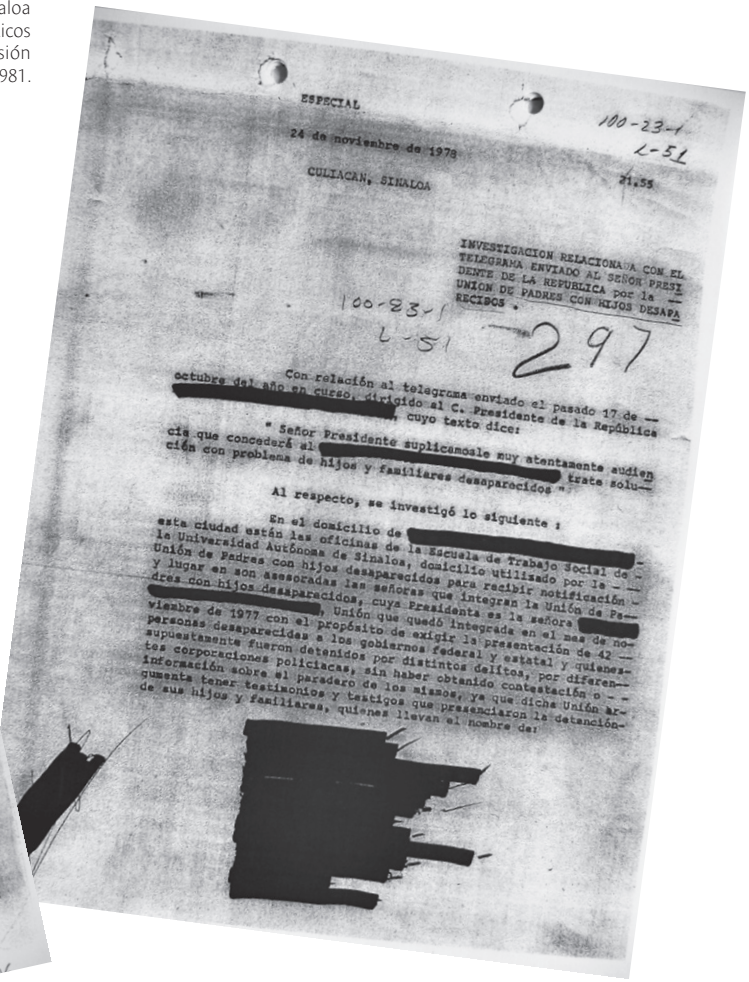 aloa
icos
sión
981.
ESPECIAL
100-23-1
L-51
24 de noviembre de 1978
21.55
CULIACAN, SINALOA
INVESTIGACION RELACIONADA CON EL
TELEGRAMA ENVIADO AL SEÑOR PRESI
DENTE DE LA REPUBLICA por la __
UNION DE PADRES CON HIJOS DESAPA
RECIDOS .
100-23-1
L-51
297
Con relación al telegrama enviado el pasado 17 de __
octubre del año en curso, dirigido al C. Presidente de la República
, cuyo texto dice:
" Señor Presidente suplicamosle muy atentamente audien
cia que concederá al trate solu__
ción con problema de hijos y familiares desaparecidos ".
Al respecto, se investigó lo siguiente :
En el domicilio de -
esta ciudad están las oficinas de la Escuela de Trabajo Social de -
la Universidad Autónoma de Sinaloa, domicilio utilisado por la - __
Unión de Padres con hijos desaparecidos para recibir notificación -
y lugar en son asesoradas las señoras que integran la Unión de Pa__
dres con hijos desaparecidos, cuya Presidenta es la señora
, Unión que quedó integrada en el mes de no-
viembre de 1977 con el propósito de exigir la presentación de 42 __
personas desaparecidas a los gobiernos federal y estatal y quienes-
supuestamente fueron detenidos por distintos delitos, por diferen__
tes corporaciones policiacas, sin haber obtenido contestación o - -
información sobre el paradero de los mismos, ya que dicha Unión ar-
gumenta tener testimonios y testigos que presenciaron la detención-
de sus hijos y familiares, quienes llevan el nombre de: